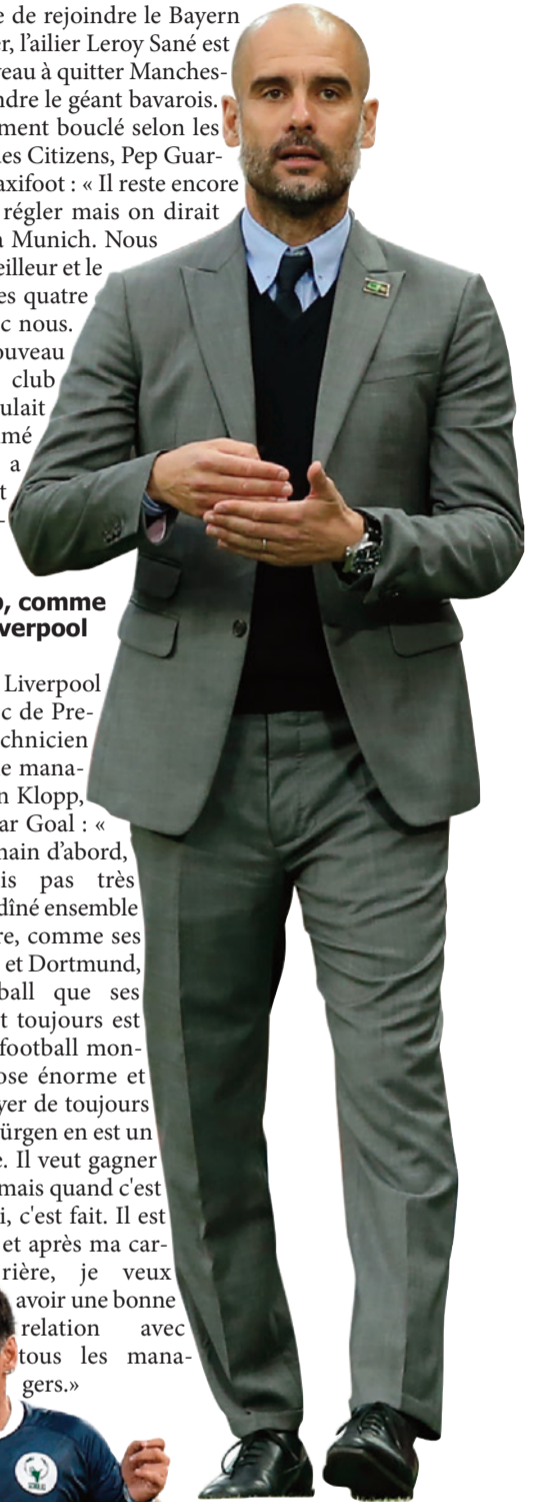 e de rejoindre le Bayern
er, l’ailier Leroy Sané est
veau à quitter Manches-
ndre le géant bavarois.
ment bouclé selon les
es Citizens, Pep Guar-
axifoot : « Il reste encore
régler mais on dirait
Munich. Nous
eilleur et le
es quatre
c nous.
ouveau
club
ulait
mé
a
t
-
o, comme
verpool
Liverpool
c de Pre-
chnicien
e mana-
n Klopp,
ar Goal : «
main d’abord,
is pas très
dîné ensemble
re, comme ses
et Dortmund,
ball que ses
t toujours est
football mon-
ose énorme et
yer de toujours
ürgen en est un
e. Il veut gagner
mais quand c'est
i, c'est fait. Il est
et après ma car-
rière, je veux
avoir une bonne
relation avec
tous les mana-
gers.»